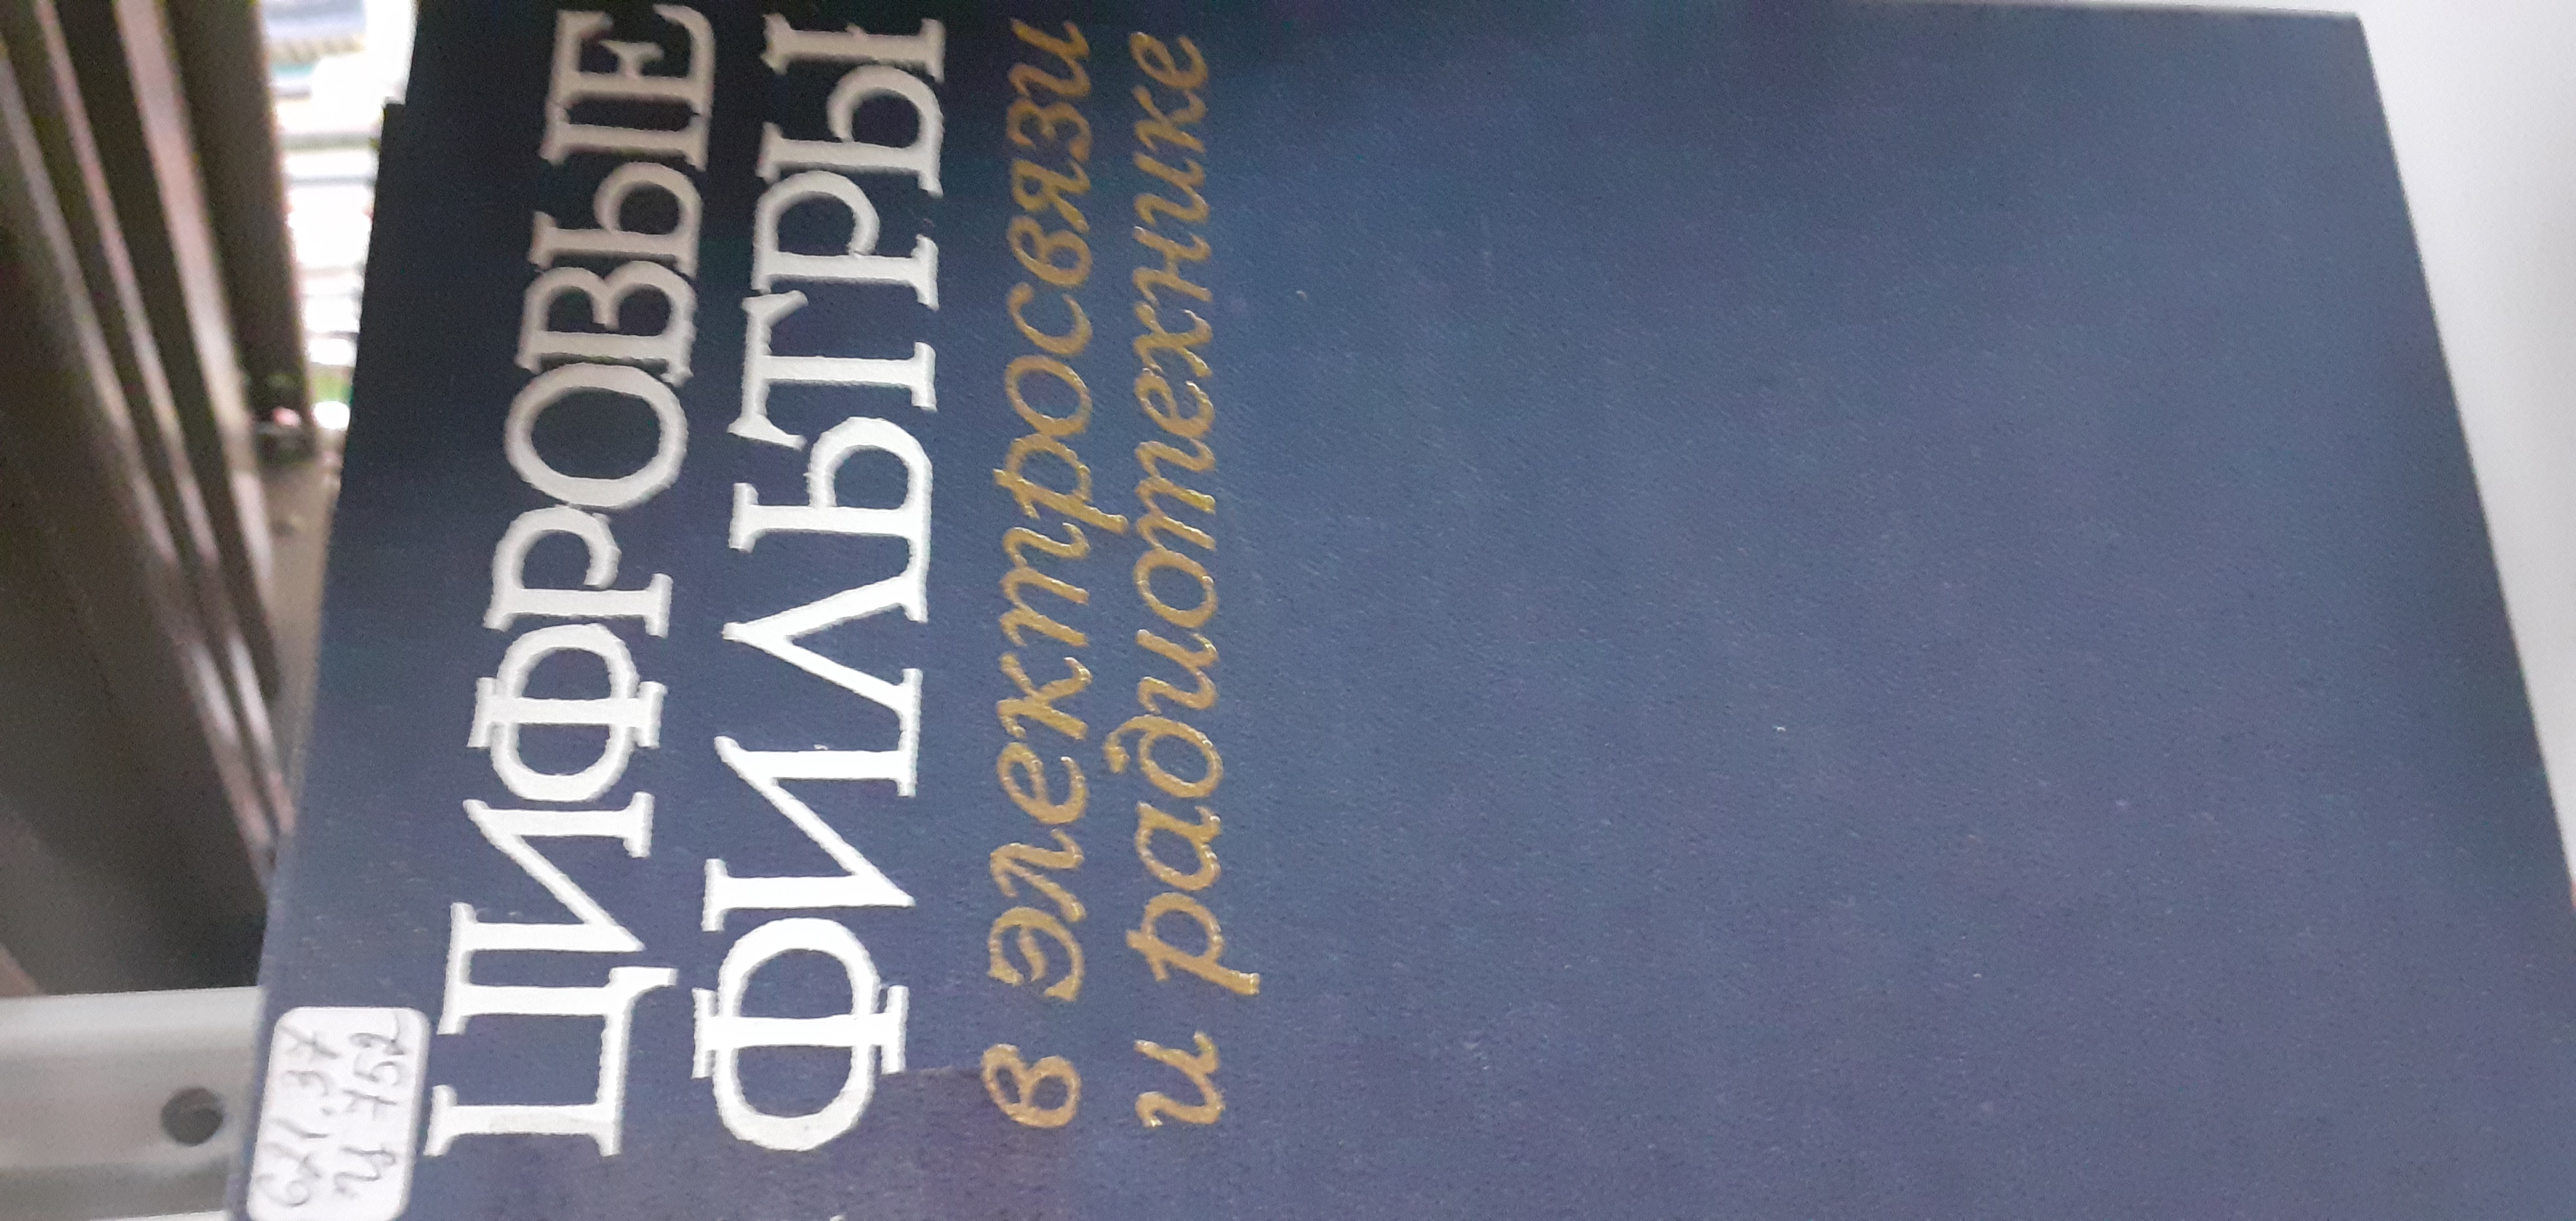 621.37
Ц 752
ЦИФРОВЫЕ
ФИЛЬТРЫ
в электросвязи
и радиотехнике